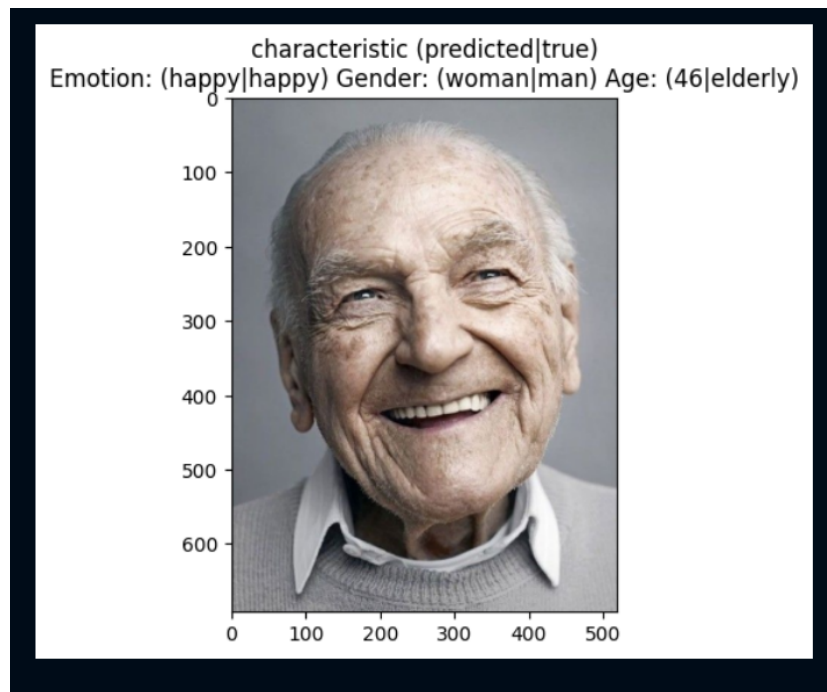 characteristic (predicted|true)
Emotion: (happy|happy) Gender: (woman|man) Age: (46|elderly)
0
100
200
300
400
500
600
0 100 200 300 400 500